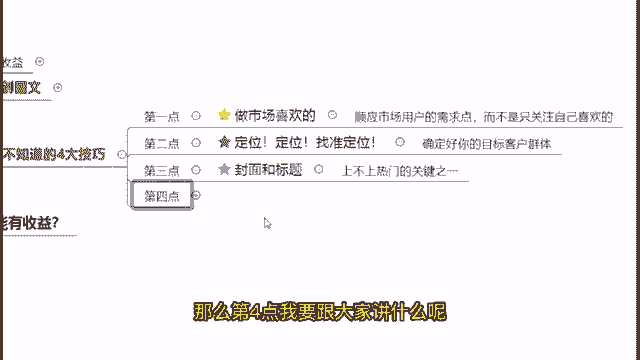 收益
创图文
第一点 做市场喜欢的 顺应市场用户的需求点，而不是只关注自己喜欢的
第二点 定位！定位！找准定位！ 确定好你的目标客户群体
不知道的4大技巧
第三点 封面和标题 上不上热门的关键之一
第四点
能有收益？
那么第4点我要跟大家讲什么呢